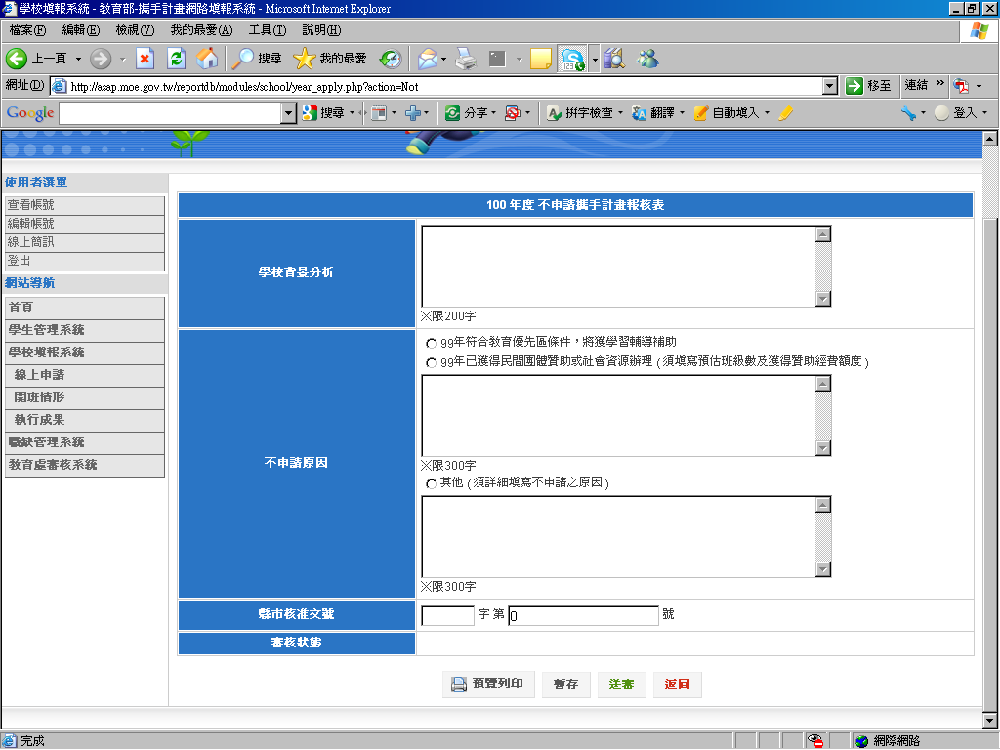 學校填報系統 - 教育部-攜手計畫網路填報系統 - Microsoft Internet Explorer
檔案(F) 編輯(E) 檢視(V) 我的最愛(A) 工具(T) 說明(H)
上一頁 搜尋 我的最愛
網址(D) http://asap.moe.gov.tw/reportdb/modules/school/year_apply.php?action=Not 移至 連結 »
Google 搜尋 分享 拼字檢查 翻譯 自動填入 登入
使用者選單
查看帳號
編輯帳號
線上簡訊
登出
網站導航
首頁
學生管理系統
學校填報系統
線上申請
開班情形
執行成果
職缺管理系統
教育處審核系統
100 年度 不申請攜手計畫報核表
學校背景分析
※限200字
不申請原因
99年符合教育優先區條件，將獲學習輔導補助
99年已獲得民間團體贊助或社會資源辦理 ( 須填寫預估班級數及獲得贊助經費額度 )
※限300字
其他 ( 須詳細填寫不申請之原因 )
※限300字
縣市核准文號 字 第 0 號
審核狀態
預覽列印 暫存 送審 返回
完成 網際網路